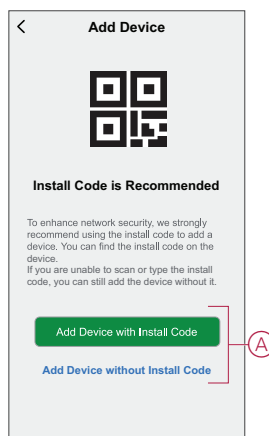 Add Device
Install Code is Recommended
To enhance network security, we strongly
recommend using the install code to add a
device. You can find the install code on the
device.
If you are unable to scan or type the install
code, you can still add the device without it.
Add Device with Install Code
A
Add Device without Install Code